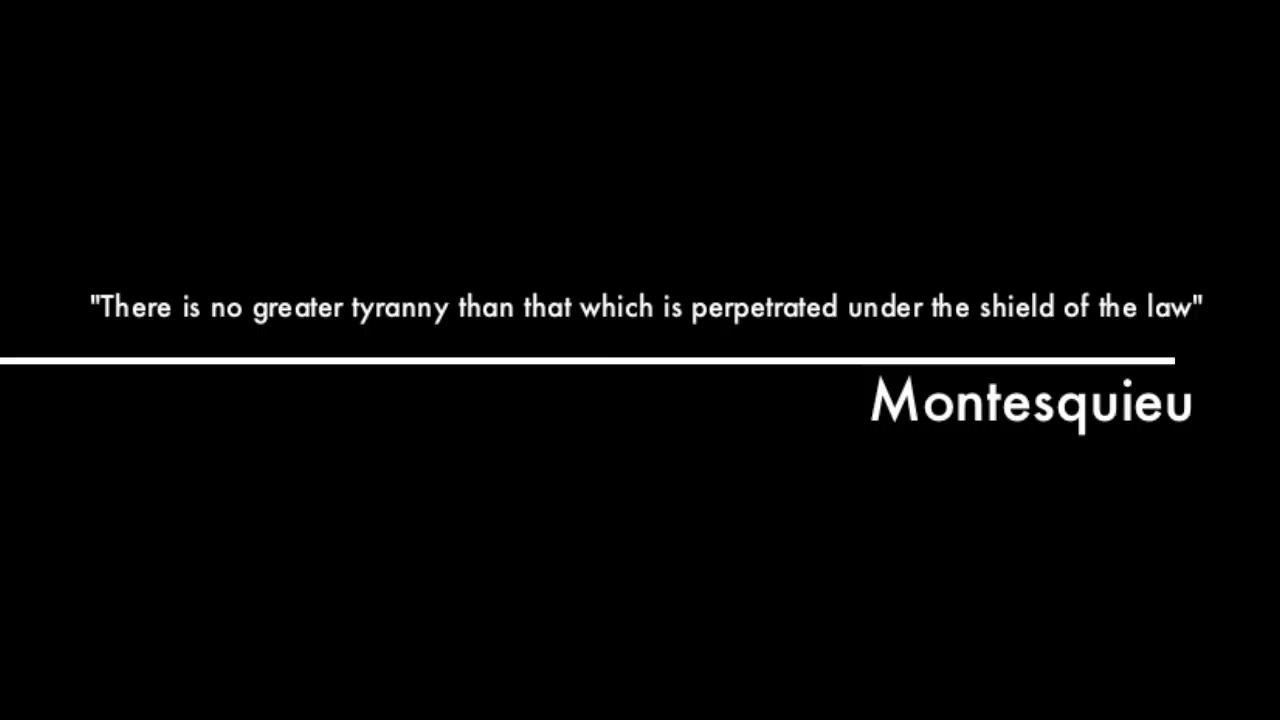 "There is no greater tyranny than that which is perpetrated under the shield of the law"
Montesquieu